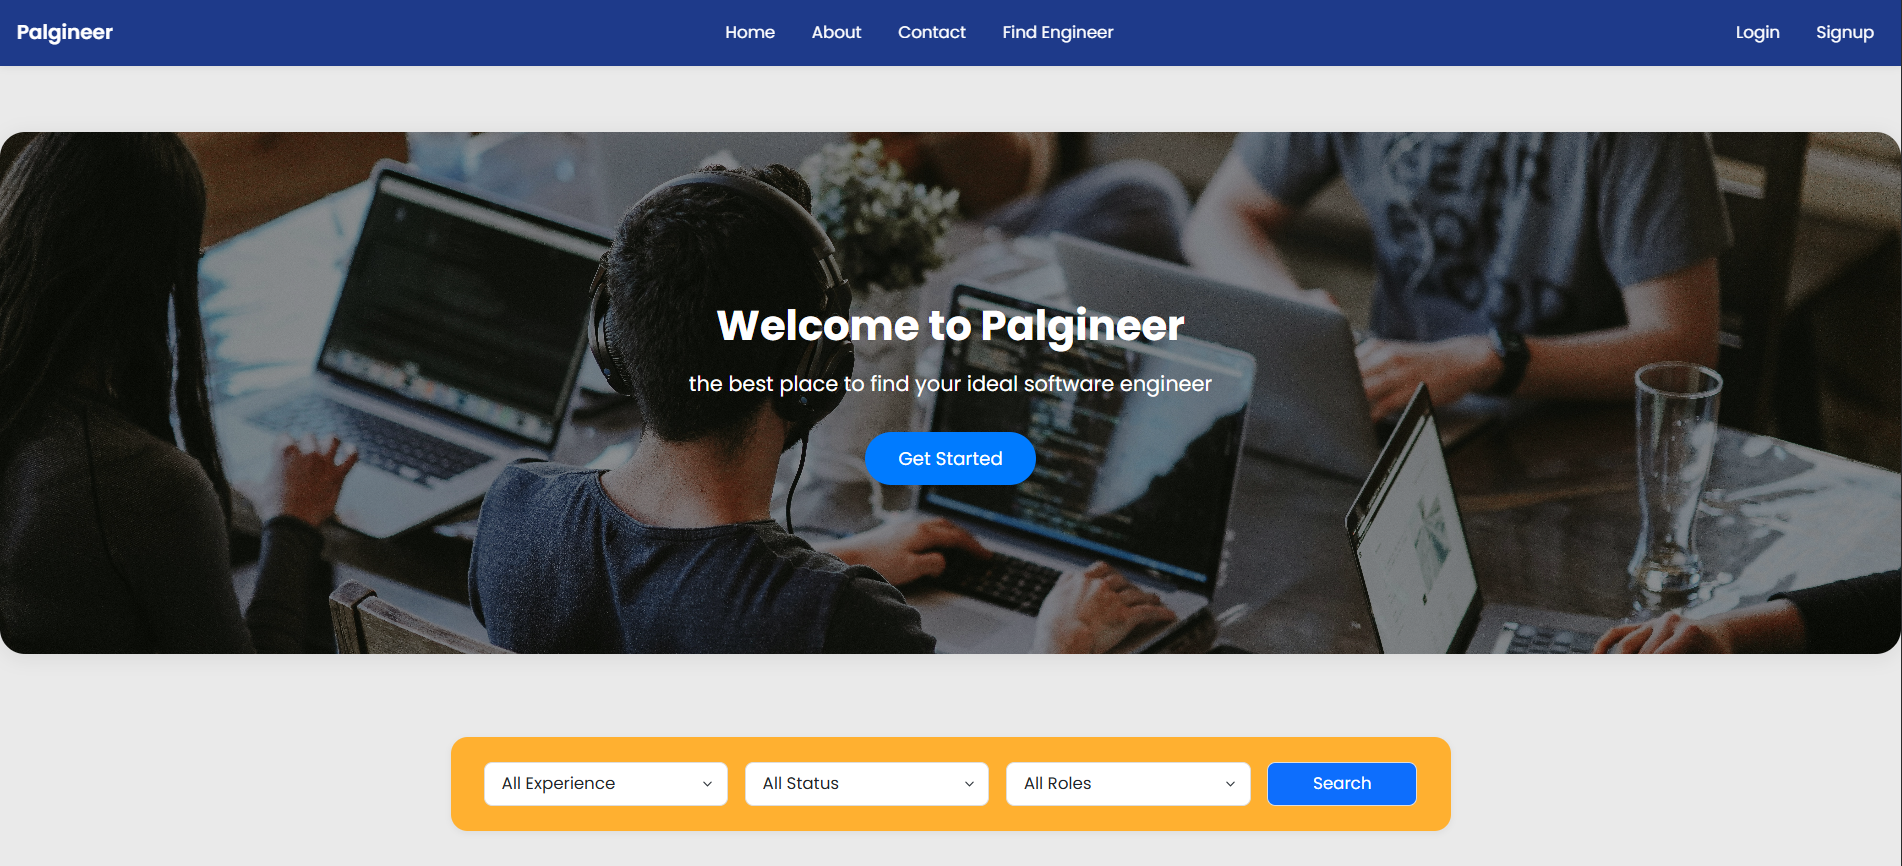 Palgineer
Home About Contact Find Engineer
Login Signup
Welcome to Palgineer
the best place to find your ideal software engineer
Get Started
All Experience All Status All Roles Search